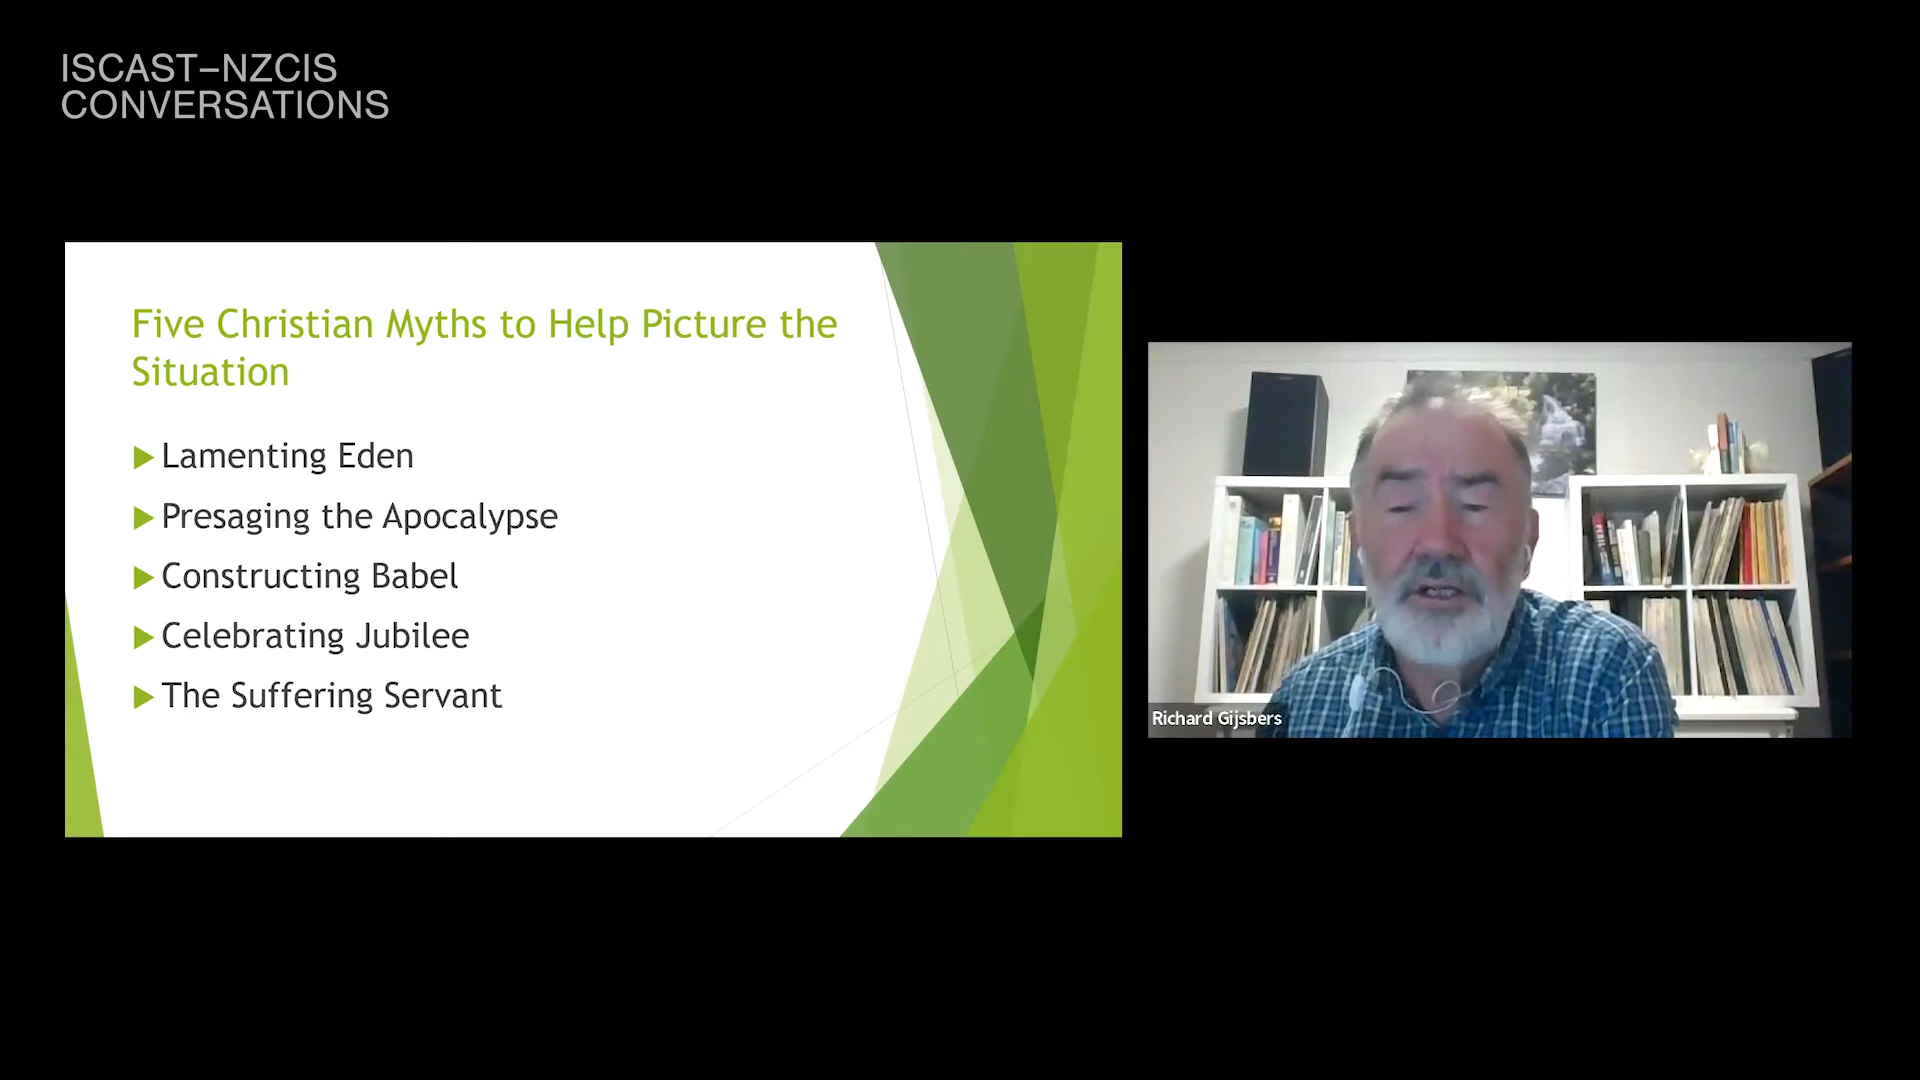 ISCAST–NZCIS
CONVERSATIONS
Five Christian Myths to Help Picture the
Situation
Lamenting Eden
Presaging the Apocalypse
Constructing Babel
Celebrating Jubilee
The Suffering Servant
Richard Gijsbers